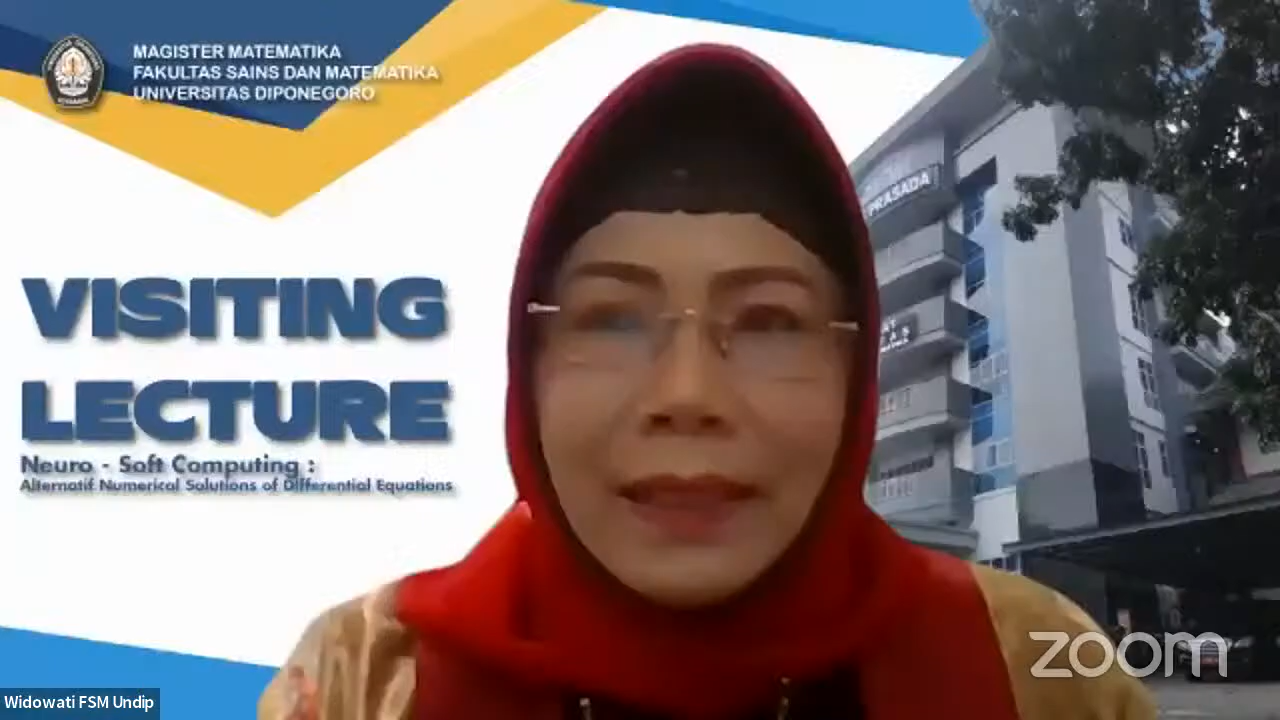 MAGISTER MATEMATIKA
FAKULTAS SAINS DAN MATEMATIKA
UNIVERSITAS DIPONEGORO
PRASADA
VISITING
LECTURE
Neuro - Soft Computing :
Alternatif Numerical Solutions of Differential Equations
zoom
Widowati FSM Undip